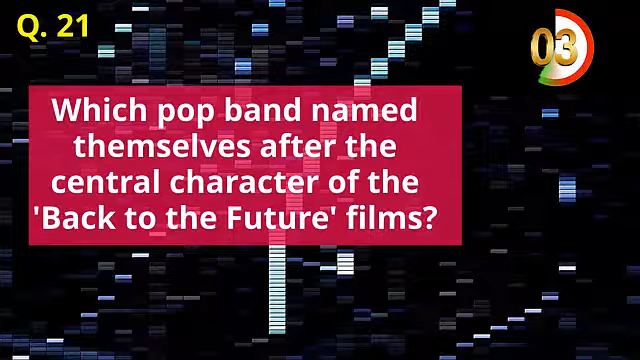 Q. 21
03
Which pop band named
themselves after the
central character of the
'Back to the Future' films?